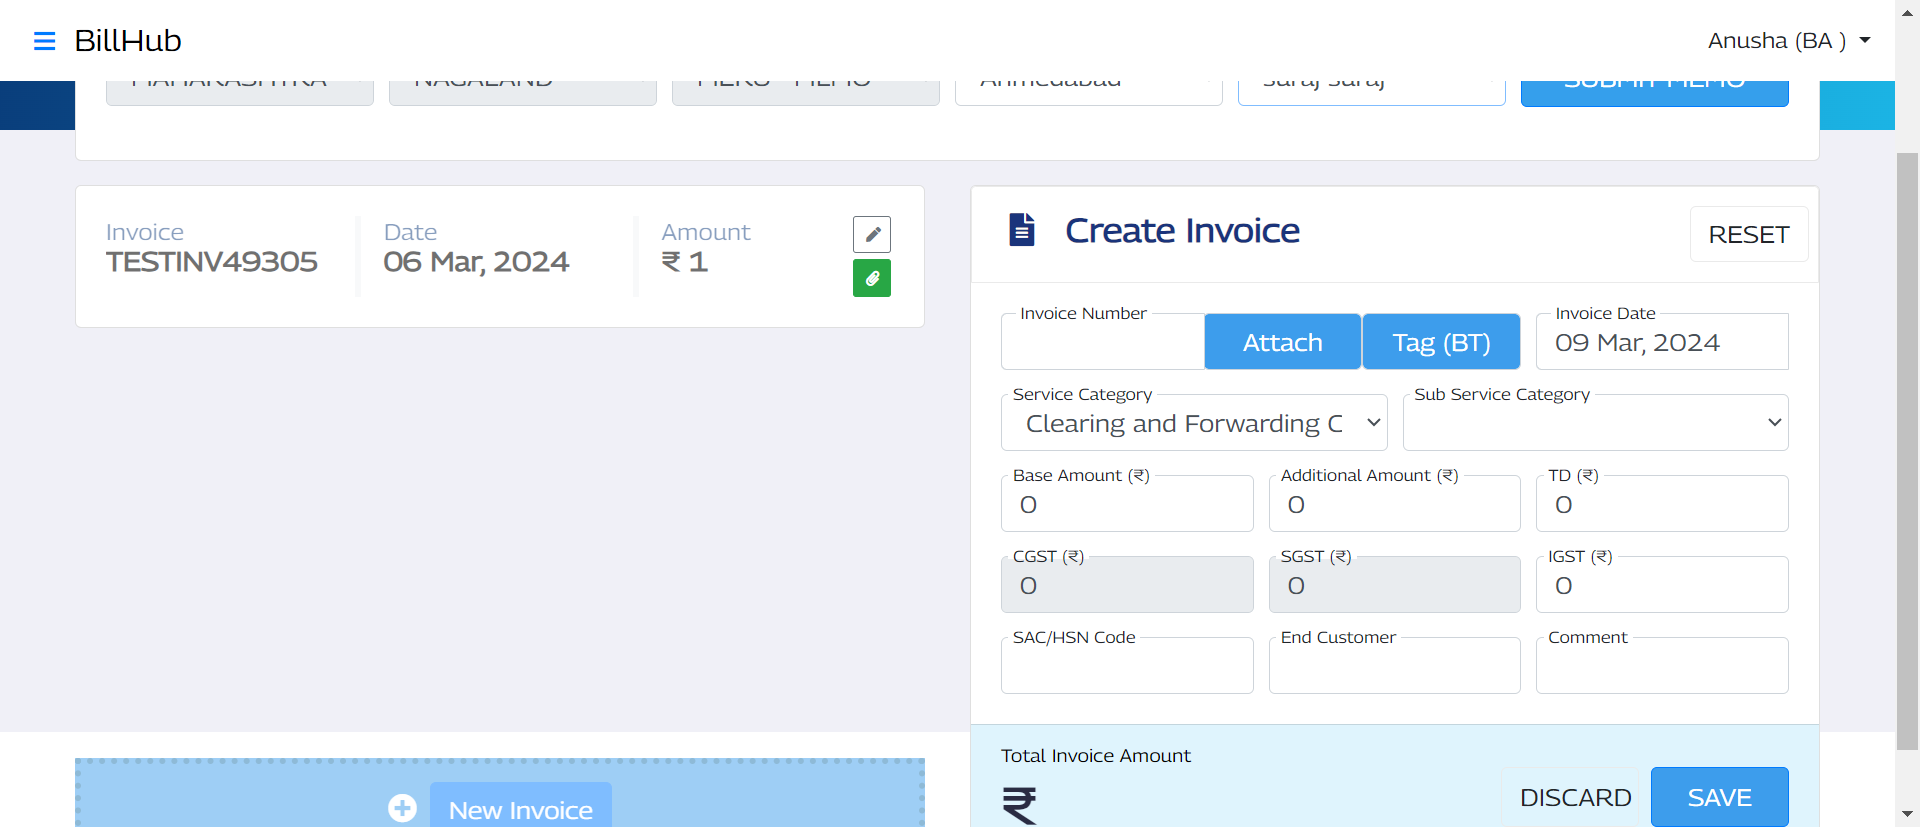 BillHub
Anusha (BA )
MAHARASHTRA NAGALAND Ahmedabad suraj suraj SUBMIT MEMO
Invoice
TESTINV49305
Date
06 Mar, 2024
Amount
₹ 1
Create Invoice
RESET
Invoice Number
Attach
Tag (BT)
Invoice Date
09 Mar, 2024
Service Category
Clearing and Forwarding C
Sub Service Category
Base Amount (₹)
0
Additional Amount (₹)
0
TD (₹)
0
CGST (₹)
0
SGST (₹)
0
IGST (₹)
0
SAC/HSN Code
End Customer
Comment
Total Invoice Amount
₹
DISCARD
SAVE
New Invoice